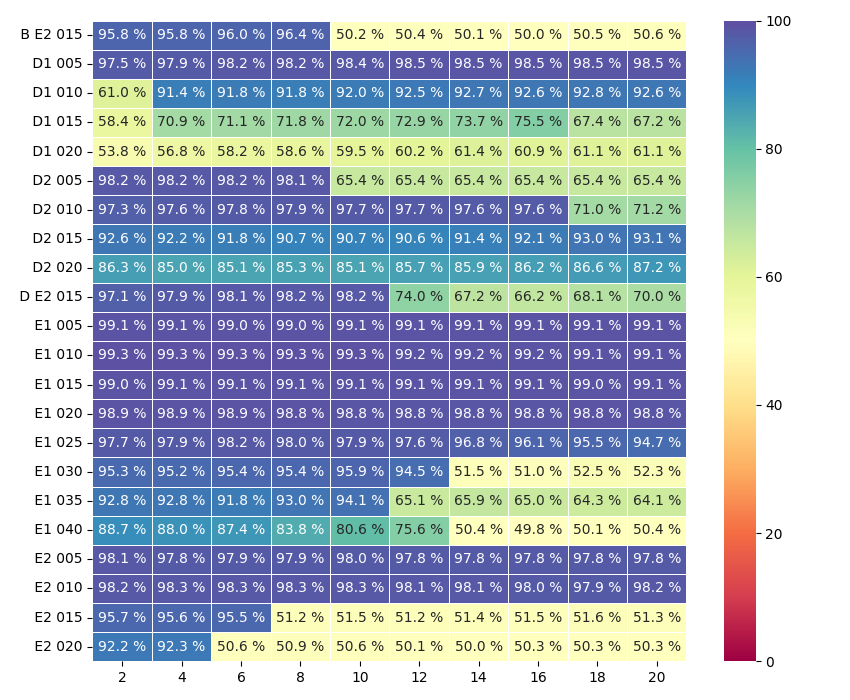 B E2 015 95.8 % 95.8 % 96.0 % 96.4 % 50.2 % 50.4 % 50.1 % 50.0 % 50.5 % 50.6 %
D1 005 97.5 % 97.9 % 98.2 % 98.2 % 98.4 % 98.5 % 98.5 % 98.5 % 98.5 % 98.5 %
D1 010 61.0 % 91.4 % 91.8 % 91.8 % 92.0 % 92.5 % 92.7 % 92.6 % 92.8 % 92.6 %
D1 015 58.4 % 70.9 % 71.1 % 71.8 % 72.0 % 72.9 % 73.7 % 75.5 % 67.4 % 67.2 %
D1 020 53.8 % 56.8 % 58.2 % 58.6 % 59.5 % 60.2 % 61.4 % 60.9 % 61.1 % 61.1 %
D2 005 98.2 % 98.2 % 98.2 % 98.1 % 65.4 % 65.4 % 65.4 % 65.4 % 65.4 % 65.4 %
D2 010 97.3 % 97.6 % 97.8 % 97.9 % 97.7 % 97.7 % 97.6 % 97.6 % 71.0 % 71.2 %
D2 015 92.6 % 92.2 % 91.8 % 90.7 % 90.7 % 90.6 % 91.4 % 92.1 % 93.0 % 93.1 %
D2 020 86.3 % 85.0 % 85.1 % 85.3 % 85.1 % 85.7 % 85.9 % 86.2 % 86.6 % 87.2 %
D E2 015 97.1 % 97.9 % 98.1 % 98.2 % 98.2 % 74.0 % 67.2 % 66.2 % 68.1 % 70.0 %
E1 005 99.1 % 99.1 % 99.0 % 99.0 % 99.1 % 99.1 % 99.1 % 99.1 % 99.1 % 99.1 %
E1 010 99.3 % 99.3 % 99.3 % 99.3 % 99.3 % 99.2 % 99.2 % 99.2 % 99.1 % 99.1 %
E1 015 99.0 % 99.1 % 99.1 % 99.1 % 99.1 % 99.1 % 99.1 % 99.1 % 99.0 % 99.1 %
E1 020 98.9 % 98.9 % 98.9 % 98.8 % 98.8 % 98.8 % 98.8 % 98.8 % 98.8 % 98.8 %
E1 025 97.7 % 97.9 % 98.2 % 98.0 % 97.9 % 97.6 % 96.8 % 96.1 % 95.5 % 94.7 %
E1 030 95.3 % 95.2 % 95.4 % 95.4 % 95.9 % 94.5 % 51.5 % 51.0 % 52.5 % 52.3 %
E1 035 92.8 % 92.8 % 91.8 % 93.0 % 94.1 % 65.1 % 65.9 % 65.0 % 64.3 % 64.1 %
E1 040 88.7 % 88.0 % 87.4 % 83.8 % 80.6 % 75.6 % 50.4 % 49.8 % 50.1 % 50.4 %
E2 005 98.1 % 97.8 % 97.9 % 97.9 % 98.0 % 97.8 % 97.8 % 97.8 % 97.8 % 97.8 %
E2 010 98.2 % 98.3 % 98.3 % 98.3 % 98.3 % 98.1 % 98.1 % 98.0 % 97.9 % 98.2 %
E2 015 95.7 % 95.6 % 95.5 % 51.2 % 51.5 % 51.2 % 51.4 % 51.5 % 51.6 % 51.3 %
E2 020 92.2 % 92.3 % 50.6 % 50.9 % 50.6 % 50.1 % 50.0 % 50.3 % 50.3 % 50.3 %
2 4 6 8 10 12 14 16 18 20
100
80
60
40
20
0